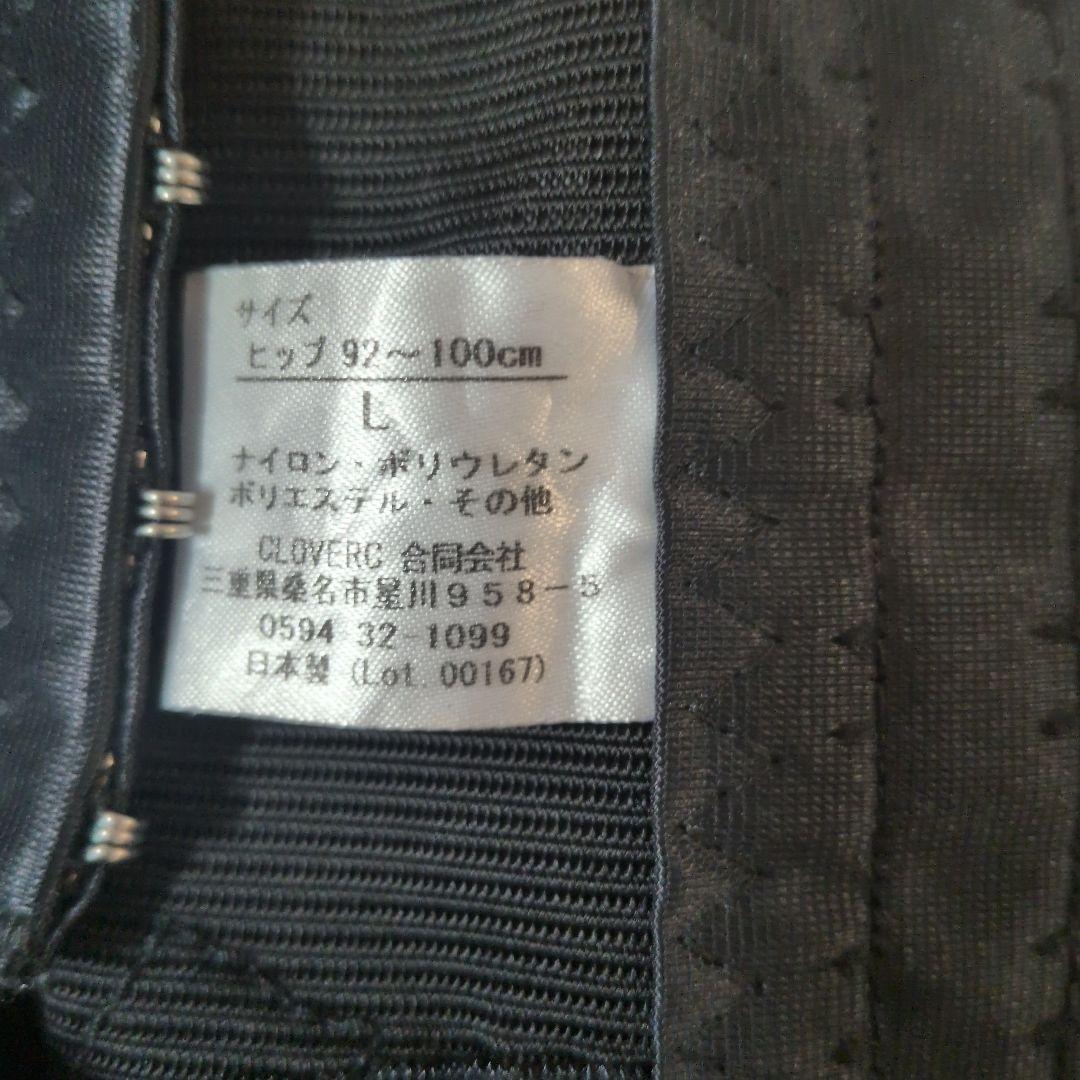 サイズ
ヒップ 92～100cm
L
ナイロン・ポリウレタン
ポリエステル・その他
CLOVERC 合同会社
三重県桑名市星川９５８－５
0594 32-1099
日本製 (Lot.00167)